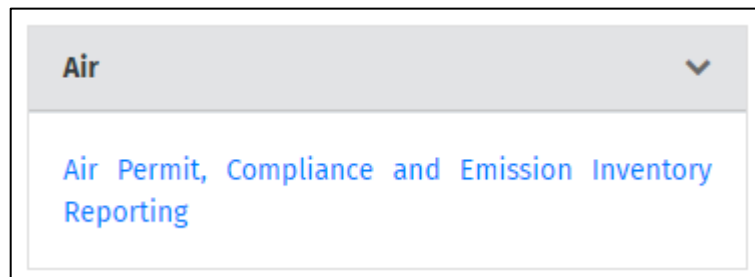 Air
Air Permit, Compliance and Emission Inventory
Reporting